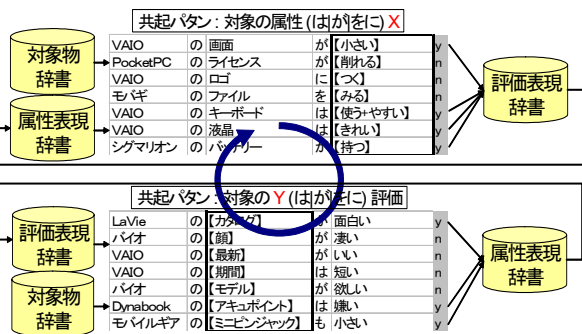 共起パタン : 対象の属性 (は|が|をに) X
対象物
辞書
属性表現
辞書
VAIO の 画面 が 【小さい】 y
PocketPC の ライセンス が 【削れる】 n
VAIO の ロゴ に 【つく】 n
モバギ の ファイル を 【みる】 n
VAIO の キーボード は 【使う+やすい】 y
VAIO の 液晶 は 【きれい】 y
シグマリオン の バッテリー が 【持つ】 y
評価表現
辞書
共起パタン : 対象の Y (は|が|をに) 評価
評価表現
辞書
対象物
辞書
LaVie の 【カタログ】 が 面白い y
バイオ の 【顔】 が 凄い n
VAIO の 【最新】 が いい n
VAIO の 【期間】 は 短い n
バイオ の 【モデル】 が 欲しい n
Dynabook の 【アキュポイント】 は 嫌い y
モバイルギア の 【ミニピンジャック】 も 小さい y
属性表現
辞書